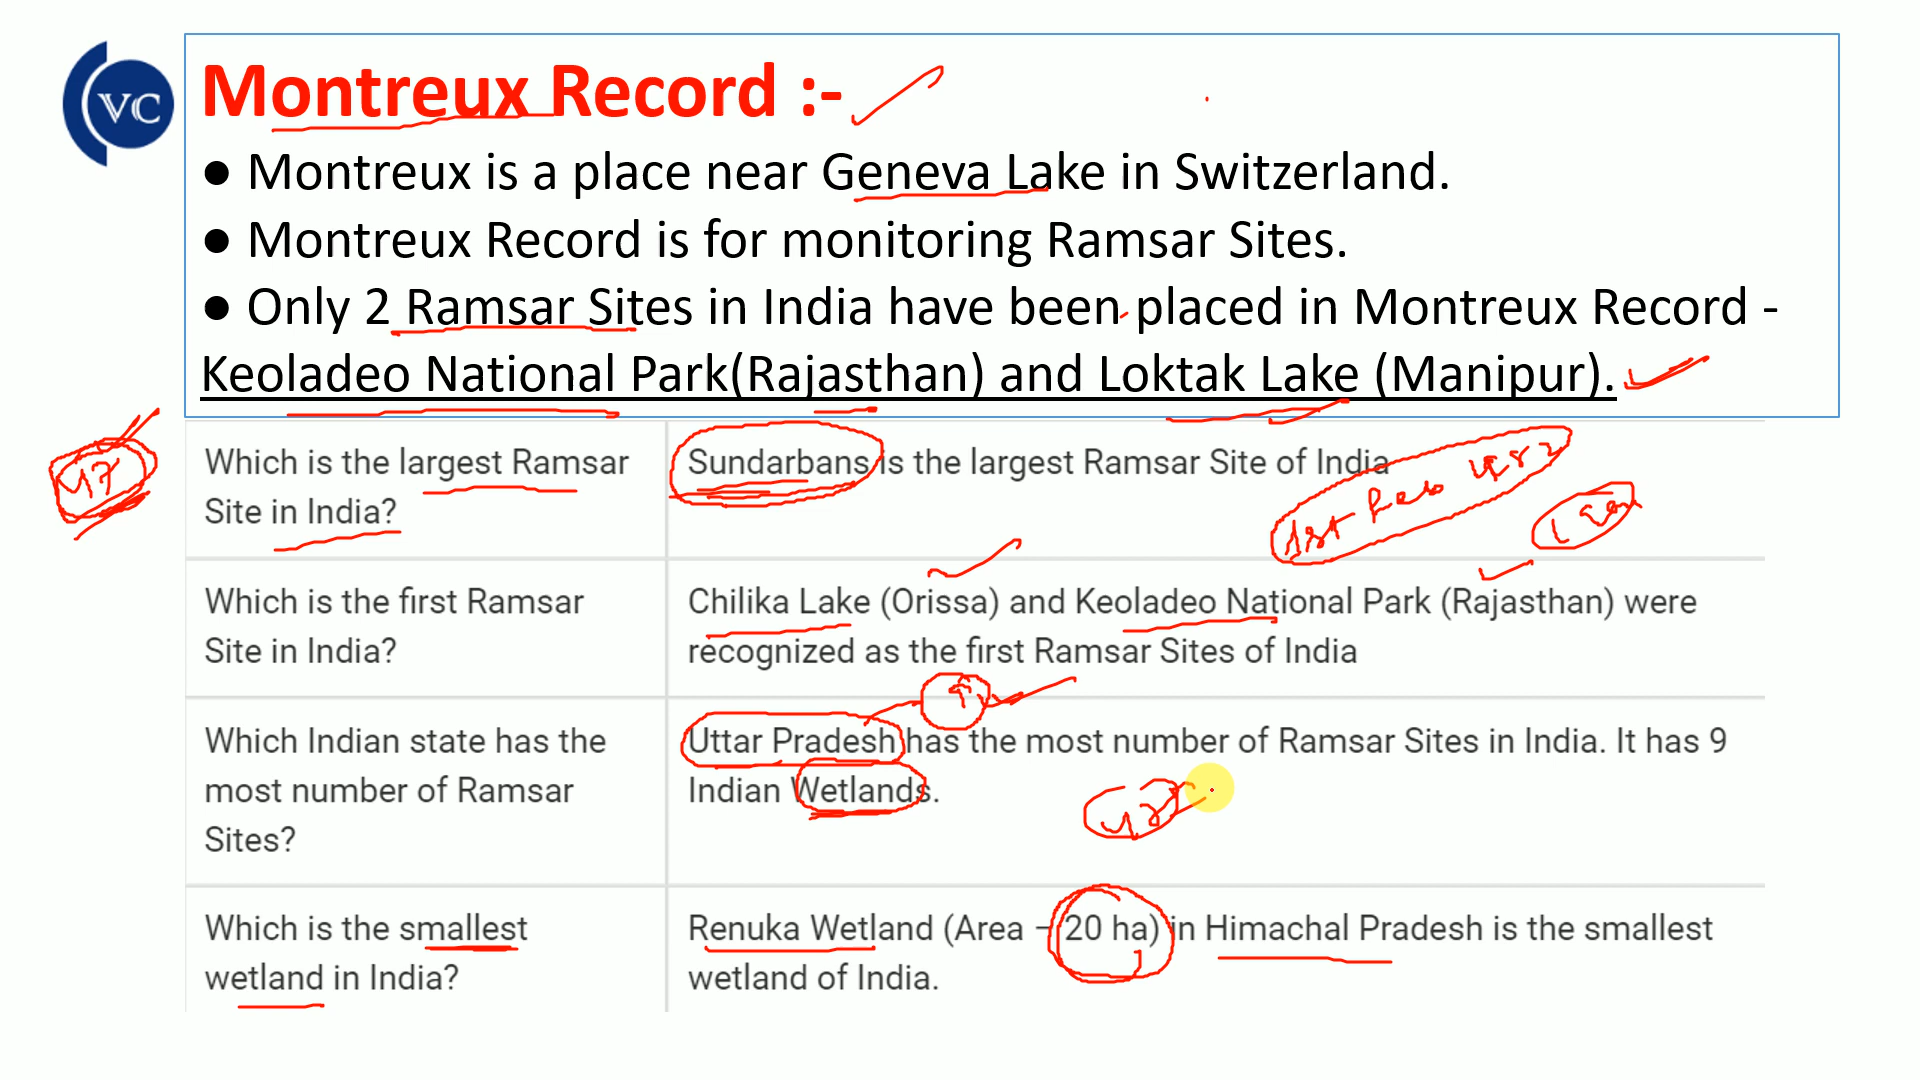 VC
Montreux Record :-
● Montreux is a place near Geneva Lake in Switzerland.
● Montreux Record is for monitoring Ramsar Sites.
● Only 2 Ramsar Sites in India have been placed in Montreux Record -
Keoladeo National Park(Rajasthan) and Loktak Lake (Manipur).
47
Which is the largest Ramsar
Site in India?
Sundarbans is the largest Ramsar Site of India
1st Feb
Which is the first Ramsar
Site in India?
Chilika Lake (Orissa) and Keoladeo National Park (Rajasthan) were
recognized as the first Ramsar Sites of India
Which Indian state has the
most number of Ramsar
Sites?
Uttar Pradesh has the most number of Ramsar Sites in India. It has 9
Indian Wetlands.
Which is the smallest
wetland in India?
Renuka Wetland (Area – 20 ha) in Himachal Pradesh is the smallest
wetland of India.